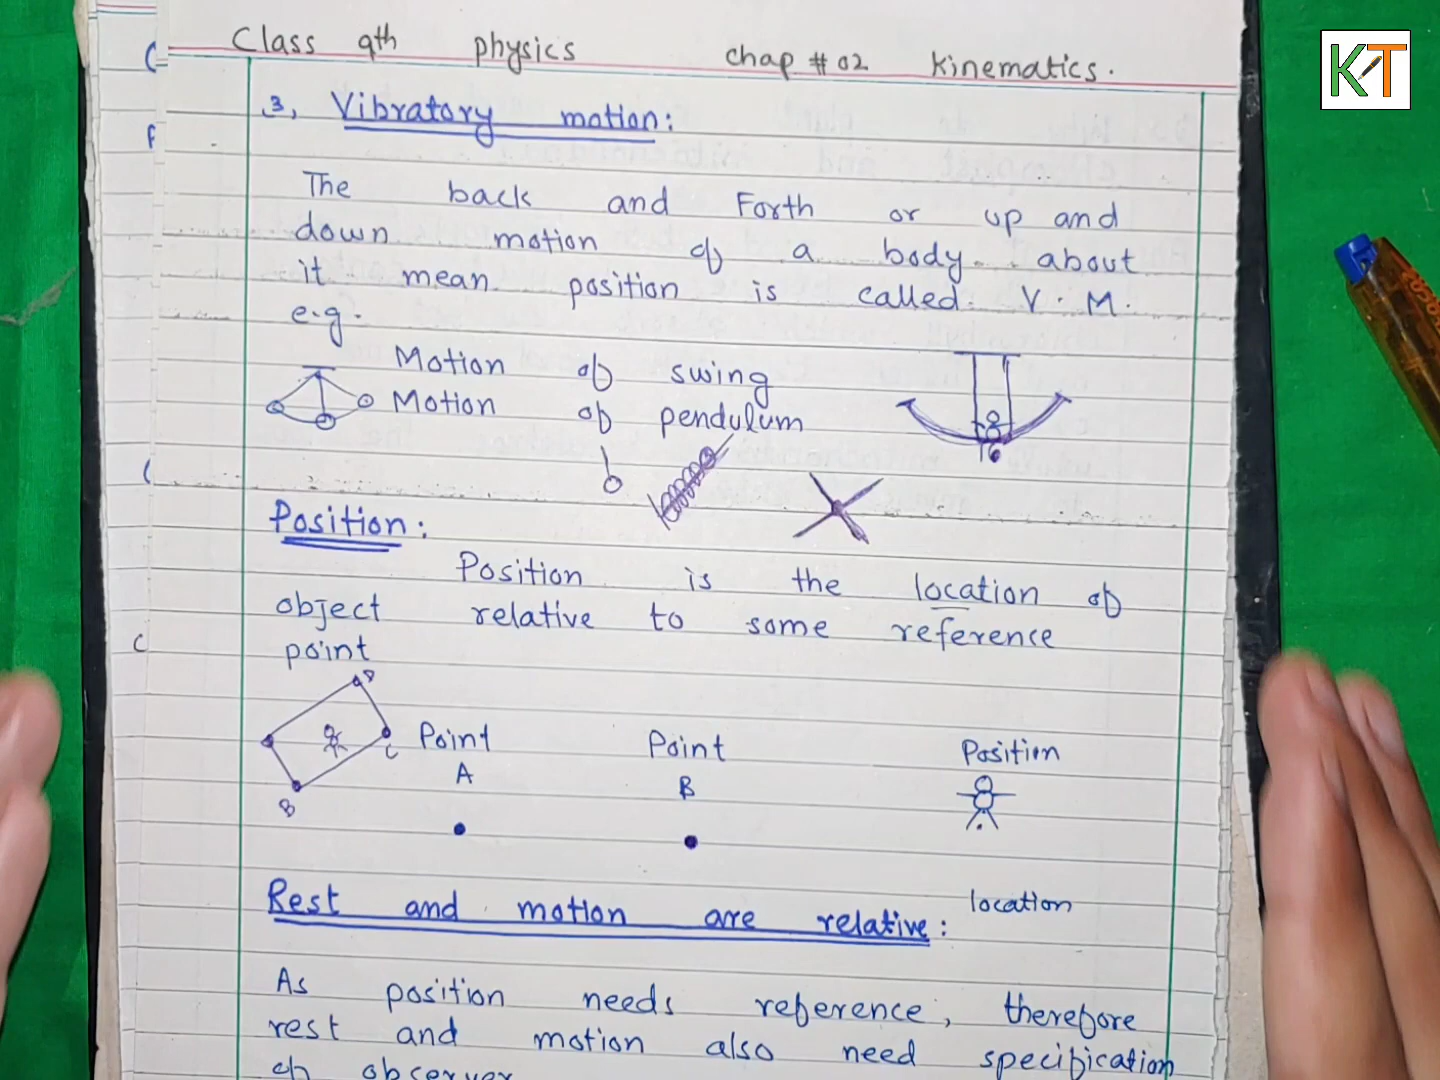 KT
Class 9th physics chap # 02 kinematics.
3, Vibratory motion:
The back and Forth or up and
down motion of a body about
it mean position is called V.M.
e.g.
Motion of swing
Motion of pendulum
Position:
Position is the location of
object relative to some reference
point
D
C
B
Point Point Position
A B
location
Rest and motion are relative:
As position needs reference, therefore
rest and motion also need specification
of observer